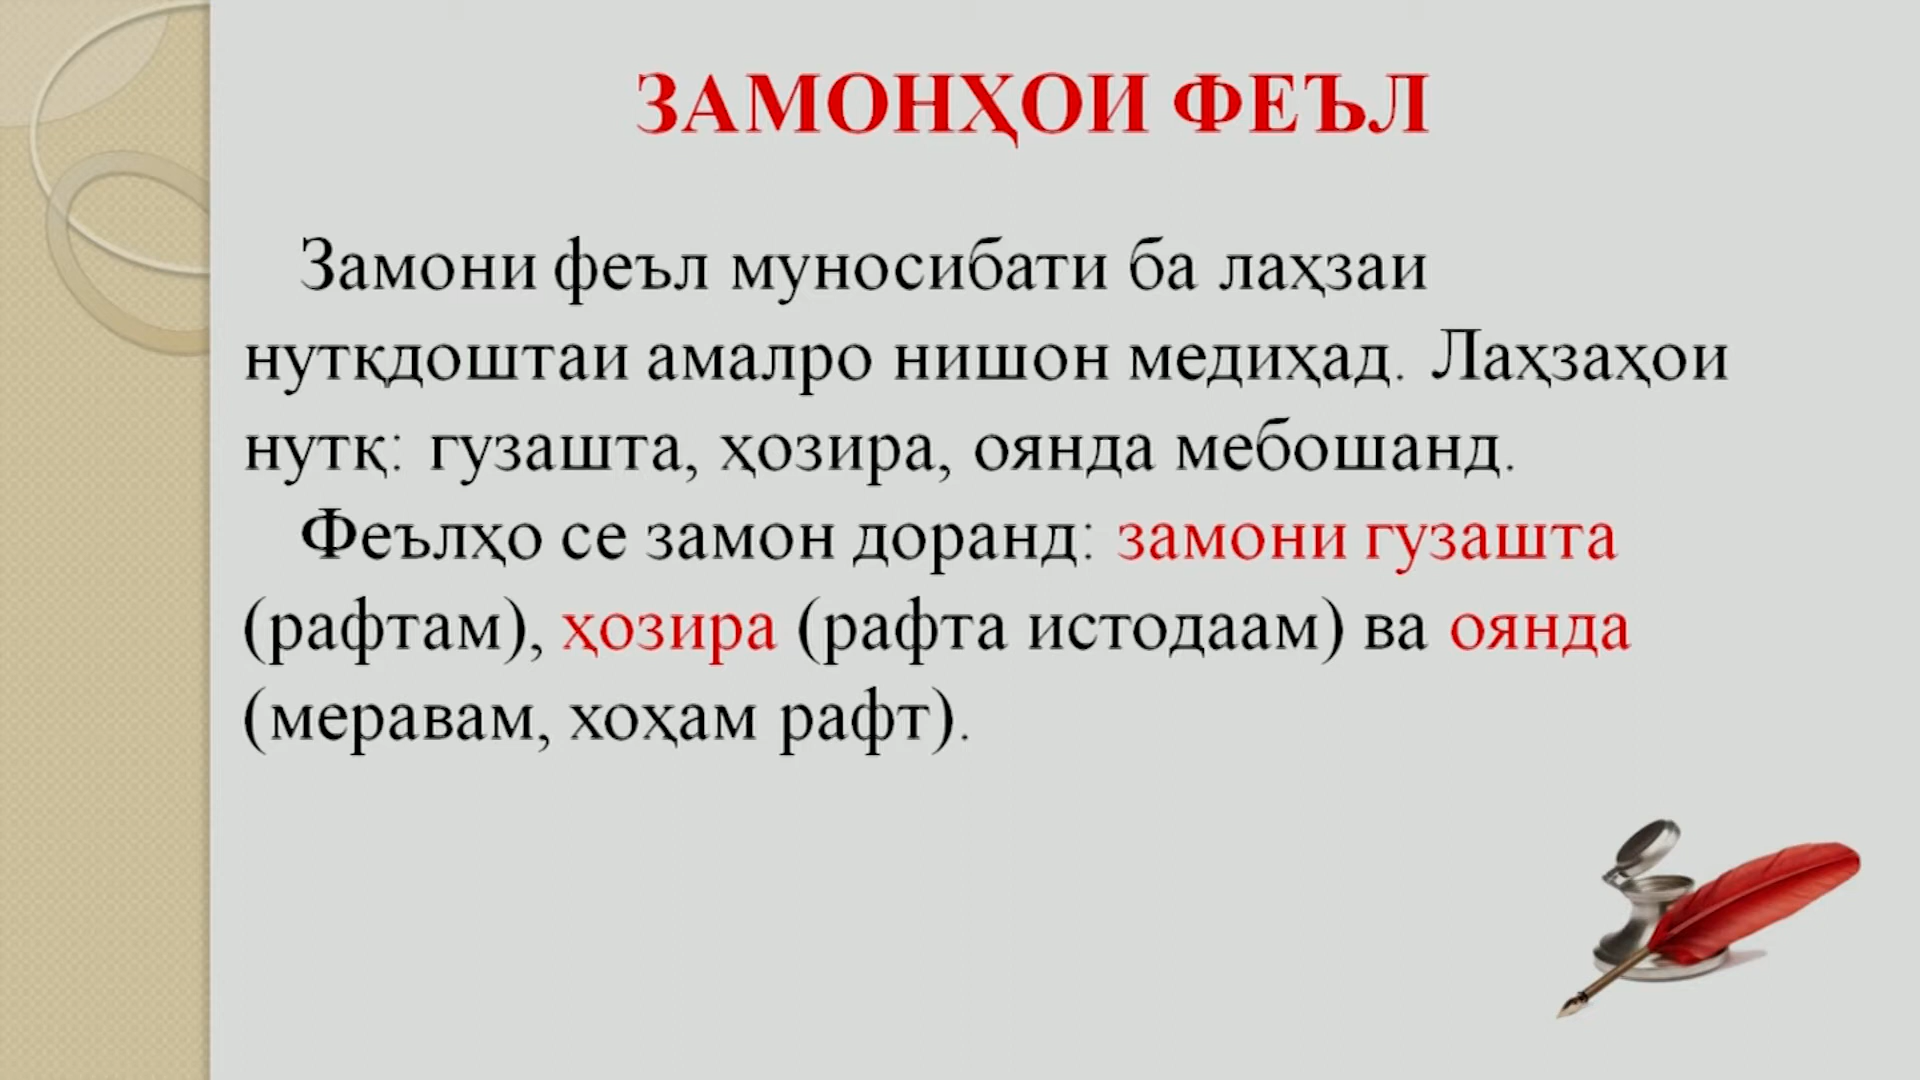 ЗАМОНҲОИ ФЕЪЛ
Замони феъл муносибати ба лаҳзаи
нутқдоштаи амалро нишон медиҳад. Лаҳзаҳои
нутқ: гузашта, ҳозира, оянда мебошанд.
Феълҳо се замон доранд: замони гузашта
(рафтам), ҳозира (рафта истодаам) ва оянда
(меравам, хоҳам рафт).